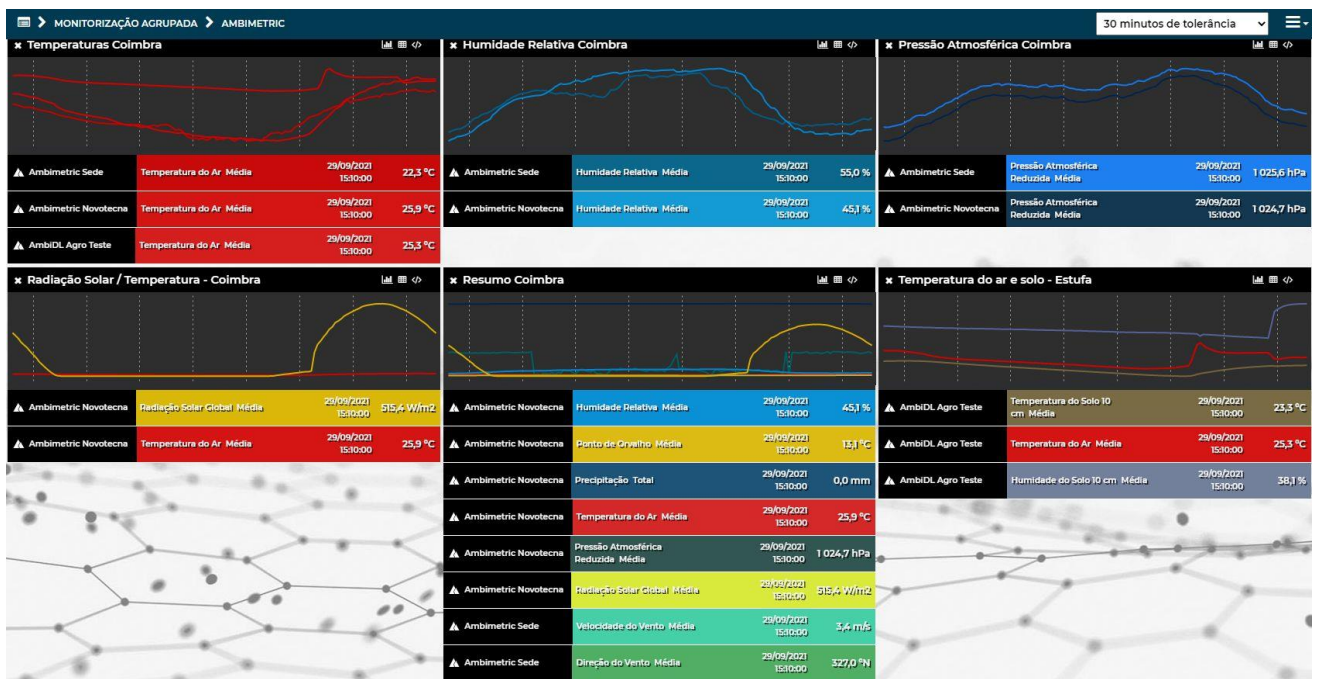 MONITORIZAÇÃO AGRUPADA AMBIMETRIC 30 minutos de tolerância
Temperaturas Coimbra
Ambimetric Sede Temperatura do Ar Média 29/09/2021 15:10:00 22,3 ºC
Ambimetric Novotecna Temperatura do Ar Média 29/09/2021 15:10:00 25,9 ºC
AmbiDL Agro Teste Temperatura do Ar Média 29/09/2021 15:10:00 25,3 ºC
Humidade Relativa Coimbra
Ambimetric Sede Humidade Relativa Média 29/09/2021 15:10:00 55,0 %
Ambimetric Novotecna Humidade Relativa Média 29/09/2021 15:10:00 45,1 %
Pressão Atmosférica Coimbra
Ambimetric Sede Pressão Atmosférica Reduzida Média 29/09/2021 15:10:00 1 025,6 hPa
Ambimetric Novotecna Pressão Atmosférica Reduzida Média 29/09/2021 15:10:00 1 024,7 hPa
Radiação Solar / Temperatura - Coimbra
Ambimetric Novotecna Radiação Solar Global Média 29/09/2021 15:10:00 515,4 W/m2
Ambimetric Novotecna Temperatura do Ar Média 29/09/2021 15:10:00 25,9 ºC
Resumo Coimbra
Ambimetric Novotecna Humidade Relativa Média 29/09/2021 15:10:00 45,1 %
Ambimetric Novotecna Ponto de Orvalho Média 29/09/2021 15:10:00 13,1 ºC
Ambimetric Novotecna Precipitação Total 29/09/2021 15:10:00 0,0 mm
Ambimetric Novotecna Temperatura do Ar Média 29/09/2021 15:10:00 25,9 ºC
Ambimetric Novotecna Pressão Atmosférica Reduzida Média 29/09/2021 15:10:00 1 024,7 hPa
Ambimetric Novotecna Radiação Solar Global Média 29/09/2021 15:10:00 515,4 W/m2
Ambimetric Sede Velocidade do Vento Média 29/09/2021 15:10:00 3,4 m/s
Ambimetric Sede Direção do Vento Média 29/09/2021 15:10:00 327,0 ºN
Temperatura do ar e solo - Estufa
AmbiDL Agro Teste Temperatura do Solo 10 cm Média 29/09/2021 15:10:00 23,3 ºC
AmbiDL Agro Teste Temperatura do Ar Média 29/09/2021 15:10:00 25,3 ºC
AmbiDL Agro Teste Humidade do Solo 10 cm Média 29/09/2021 15:10:00 38,1 %